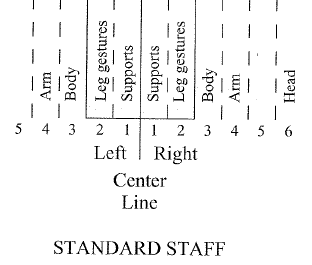 Arm Body Leg gestures Supports Supports Leg gestures Body Arm Head
5 4 3 2 1 1 2 3 4 5 6
Left Right
Center
Line
STANDARD STAFF